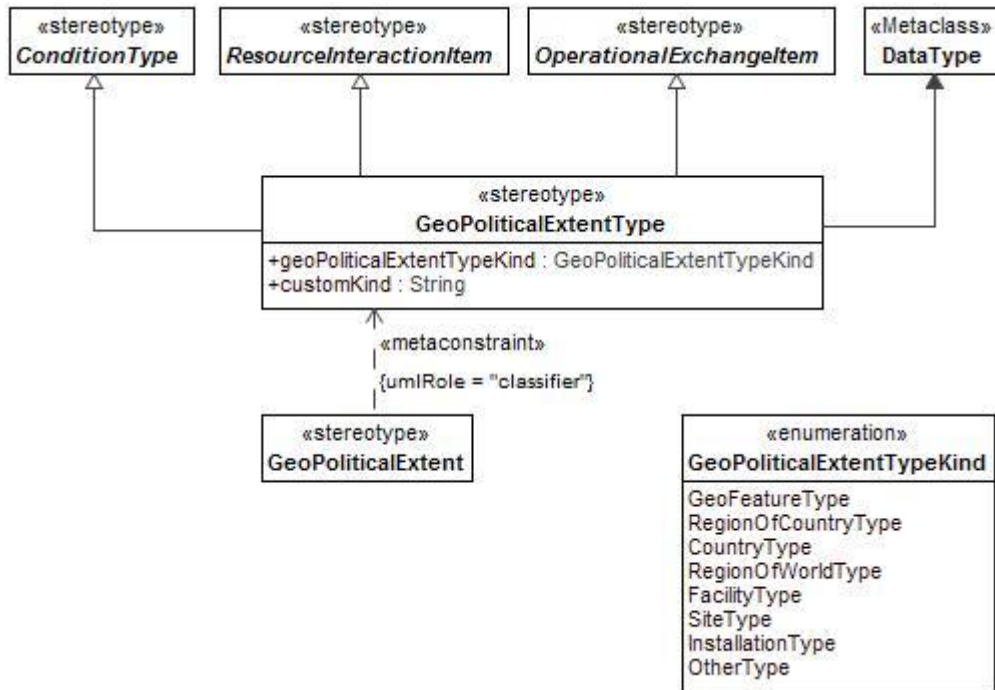 «stereotype»
ConditionType
«stereotype»
ResourceInteractionItem
«stereotype»
OperationalExchangeItem
«Metaclass»
DataType
«stereotype»
GeoPoliticalExtentType
+geoPoliticalExtentTypeKind : GeoPoliticalExtentTypeKind
+customKind : String
«metaconstraint»
{umlRole = "classifier"}
«stereotype»
GeoPoliticalExtent
«enumeration»
GeoPoliticalExtentTypeKind
GeoFeatureType
RegionOfCountryType
CountryType
RegionOfWorldType
FacilityType
SiteType
InstallationType
OtherType